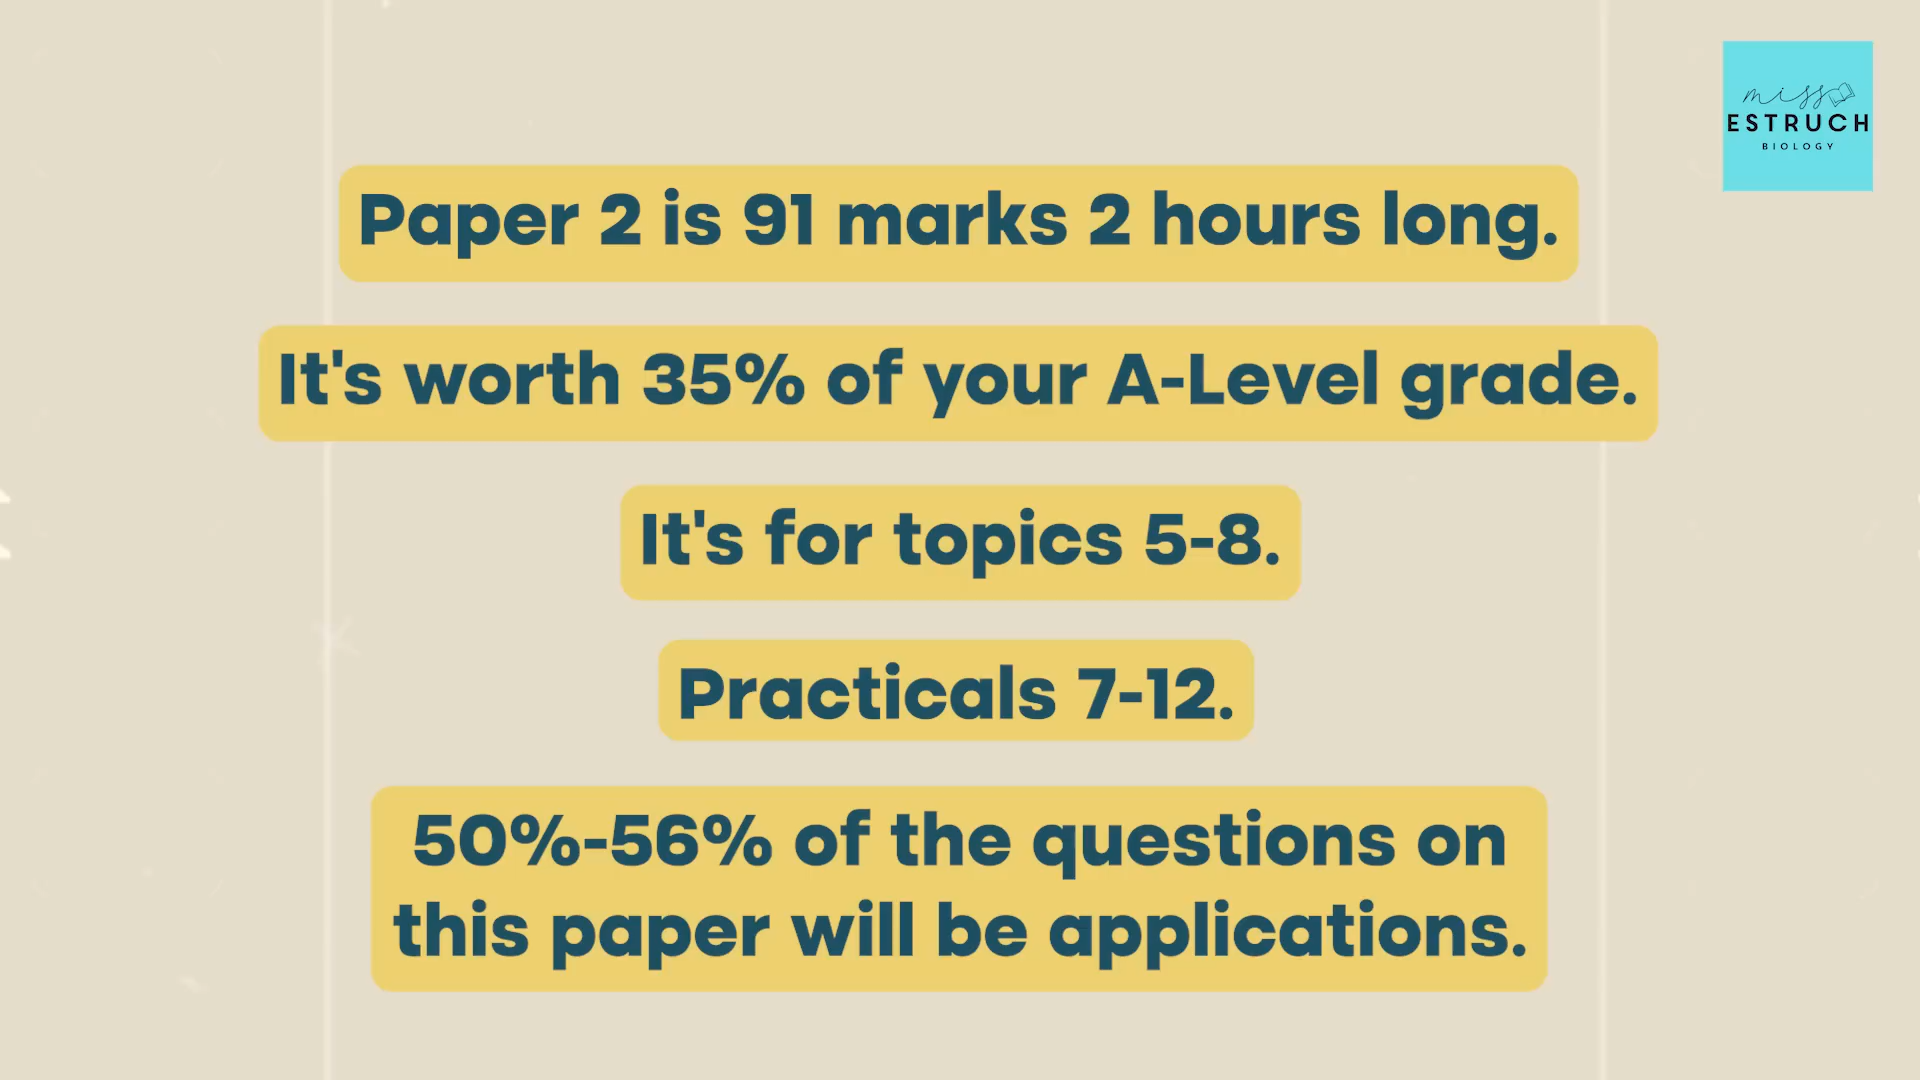 miss
ESTRUCH
BIOLOGY
Paper 2 is 91 marks 2 hours long.
It's worth 35% of your A-Level grade.
It's for topics 5-8.
Practicals 7-12.
50%-56% of the questions on
this paper will be applications.